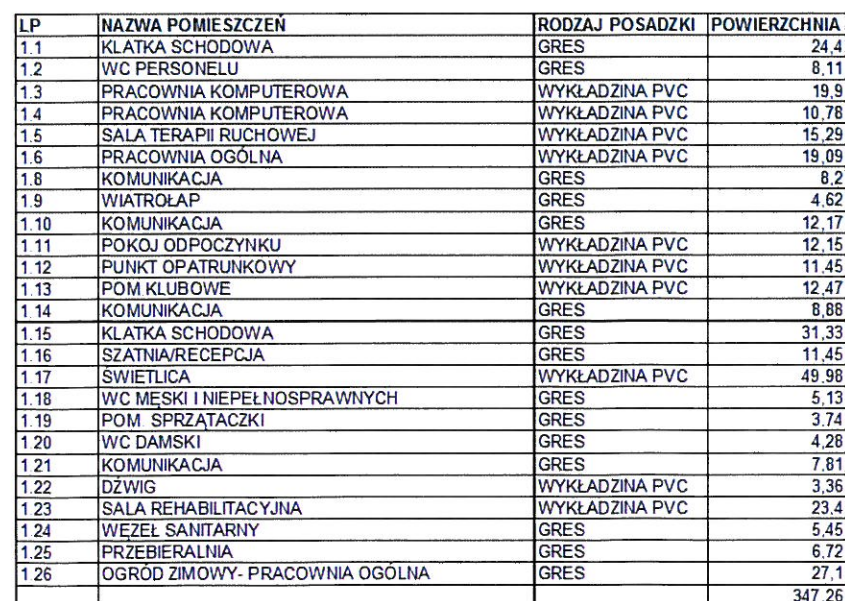 LP NAZWA POMIESZCZEŃ RODZAJ POSADZKI POWIERZCHNIA
1.1 KLATKA SCHODOWA GRES 24,4
1.2 WC PERSONELU GRES 8,11
1.3 PRACOWNIA KOMPUTEROWA WYKŁADZINA PVC 19,9
1.4 PRACOWNIA KOMPUTEROWA WYKŁADZINA PVC 10,78
1.5 SALA TERAPII RUCHOWEJ WYKŁADZINA PVC 15,29
1.6 PRACOWNIA OGÓLNA WYKŁADZINA PVC 19,09
1.8 KOMUNIKACJA GRES 8,2
1.9 WIATROŁAP GRES 4,62
1.10 KOMUNIKACJA GRES 12,17
1.11 POKOJ ODPOCZYNKU WYKŁADZINA PVC 12,15
1.12 PUNKT OPATRUNKOWY WYKŁADZINA PVC 11,45
1.13 POM.KLUBOWE WYKŁADZINA PVC 12,47
1.14 KOMUNIKACJA GRES 8,88
1.15 KLATKA SCHODOWA GRES 31,33
1.16 SZATNIA/RECEPCJA GRES 11,45
1.17 ŚWIETLICA WYKŁADZINA PVC 49,98
1.18 WC MĘSKI I NIEPEŁNOSPRAWNYCH GRES 5,13
1.19 POM. SPRZĄTACZKI GRES 3,74
1.20 WC DAMSKI GRES 4,28
1.21 KOMUNIKACJA GRES 7,81
1.22 DŹWIG WYKŁADZINA PVC 3,36
1.23 SALA REHABILITACYJNA WYKŁADZINA PVC 23,4
1.24 WĘZEŁ SANITARNY GRES 5,45
1.25 PRZEBIERALNIA GRES 6,72
1.26 OGRÓD ZIMOWY- PRACOWNIA OGÓLNA GRES 27,1
347,26